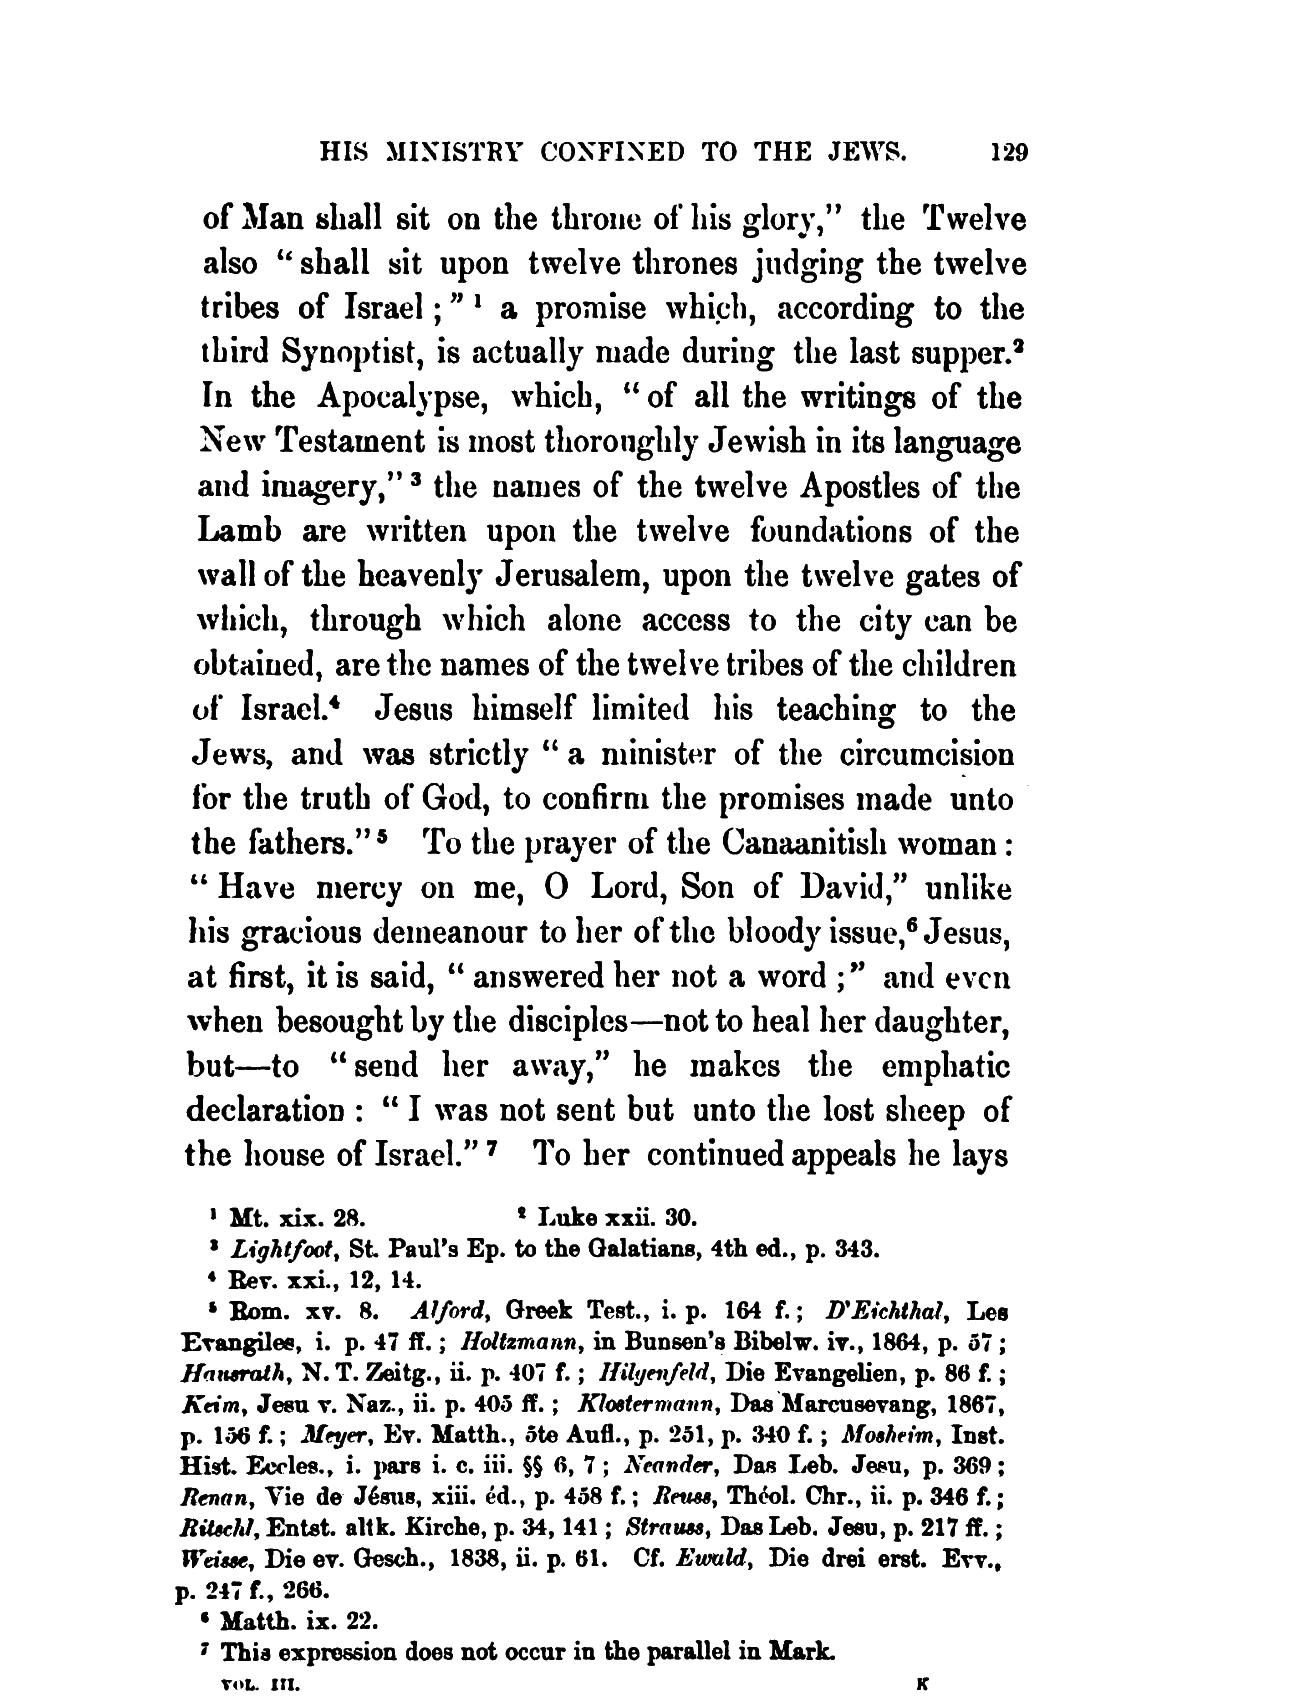 HIS MINISTRY CONFINED TO THE JEWS. 129
of Man shall sit on the throne of his glory,” the Twelve
also “shall sit upon twelve thrones judging the twelve
tribes of Israel;”¹ a promise which, according to the
third Synoptist, is actually made during the last supper.²
In the Apocalypse, which, “of all the writings of the
New Testament is most thoroughly Jewish in its language
and imagery,”³ the names of the twelve Apostles of the
Lamb are written upon the twelve foundations of the
wall of the heavenly Jerusalem, upon the twelve gates of
which, through which alone access to the city can be
obtained, are the names of the twelve tribes of the children
of Israel.⁴ Jesus himself limited his teaching to the
Jews, and was strictly “a minister of the circumcision
for the truth of God, to confirm the promises made unto
the fathers.”⁵ To the prayer of the Canaanitish woman:
“Have mercy on me, O Lord, Son of David,” unlike
his gracious demeanour to her of the bloody issue,⁶ Jesus,
at first, it is said, “answered her not a word;” and even
when besought by the disciples—not to heal her daughter,
but—to “send her away,” he makes the emphatic
declaration: “I was not sent but unto the lost sheep of
the house of Israel.”⁷ To her continued appeals he lays
¹ Mt. xix. 28. ² Luke xxii. 30.
³ Lightfoot, St. Paul's Ep. to the Galatians, 4th ed., p. 343.
⁴ Rev. xxi., 12, 14.
⁵ Rom. xv. 8. Alford, Greek Test., i. p. 164 f.; D'Eichthal, Les
Evangiles, i. p. 47 ff.; Holtzmann, in Bunsen's Bibelw. iv., 1864, p. 57;
Hausrath, N. T. Zeitg., ii. p. 407 f.; Hilgenfeld, Die Evangelien, p. 86 f.;
Keim, Jesu v. Naz., ii. p. 405 ff.; Klostermann, Das Marcusevang, 1867,
p. 156 f.; Meyer, Ev. Matth., 5te Aufl., p. 251, p. 340 f.; Mosheim, Inst.
Hist. Eccles., i. pars i. c. iii. §§ 6, 7; Neander, Das Leb. Jesu, p. 369;
Renan, Vie de Jésus, xiii. éd., p. 458 f.; Reuss, Théol. Chr., ii. p. 346 f.;
Ritschl, Entst. altk. Kirche, p. 34, 141; Strauss, Das Leb. Jesu, p. 217 ff.;
Weisse, Die ev. Gesch., 1838, ii. p. 61. Cf. Ewald, Die drei erst. Evv.,
p. 247 f., 266.
⁶ Matth. ix. 22.
⁷ This expression does not occur in the parallel in Mark.
VOL. III. K